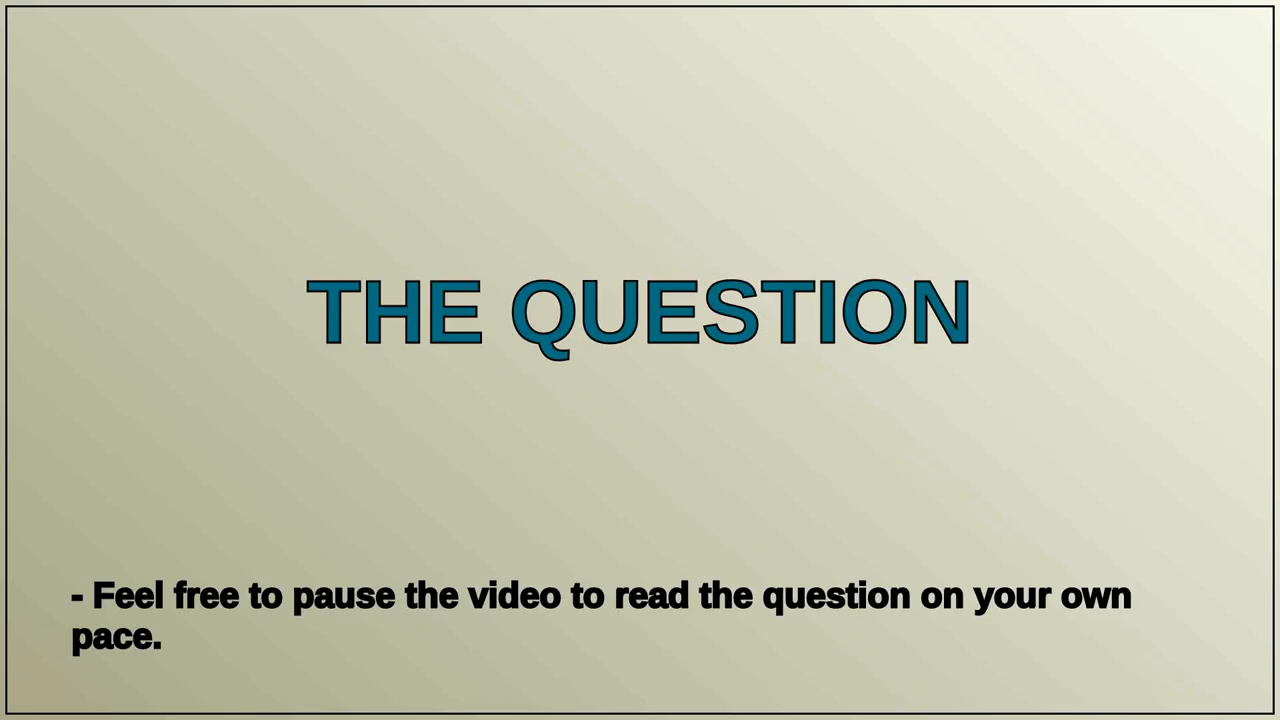 THE QUESTION
- Feel free to pause the video to read the question on your own
pace.